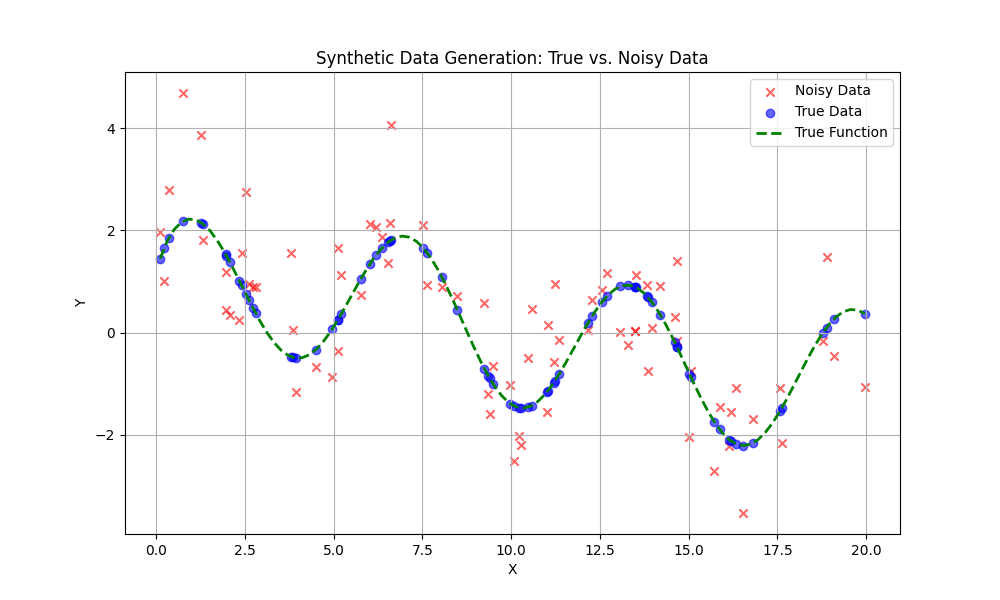 Synthetic Data Generation: True vs. Noisy Data
Noisy Data
True Data
True Function
Y
4
2
0
−2
0.0 2.5 5.0 7.5 10.0 12.5 15.0 17.5 20.0
X